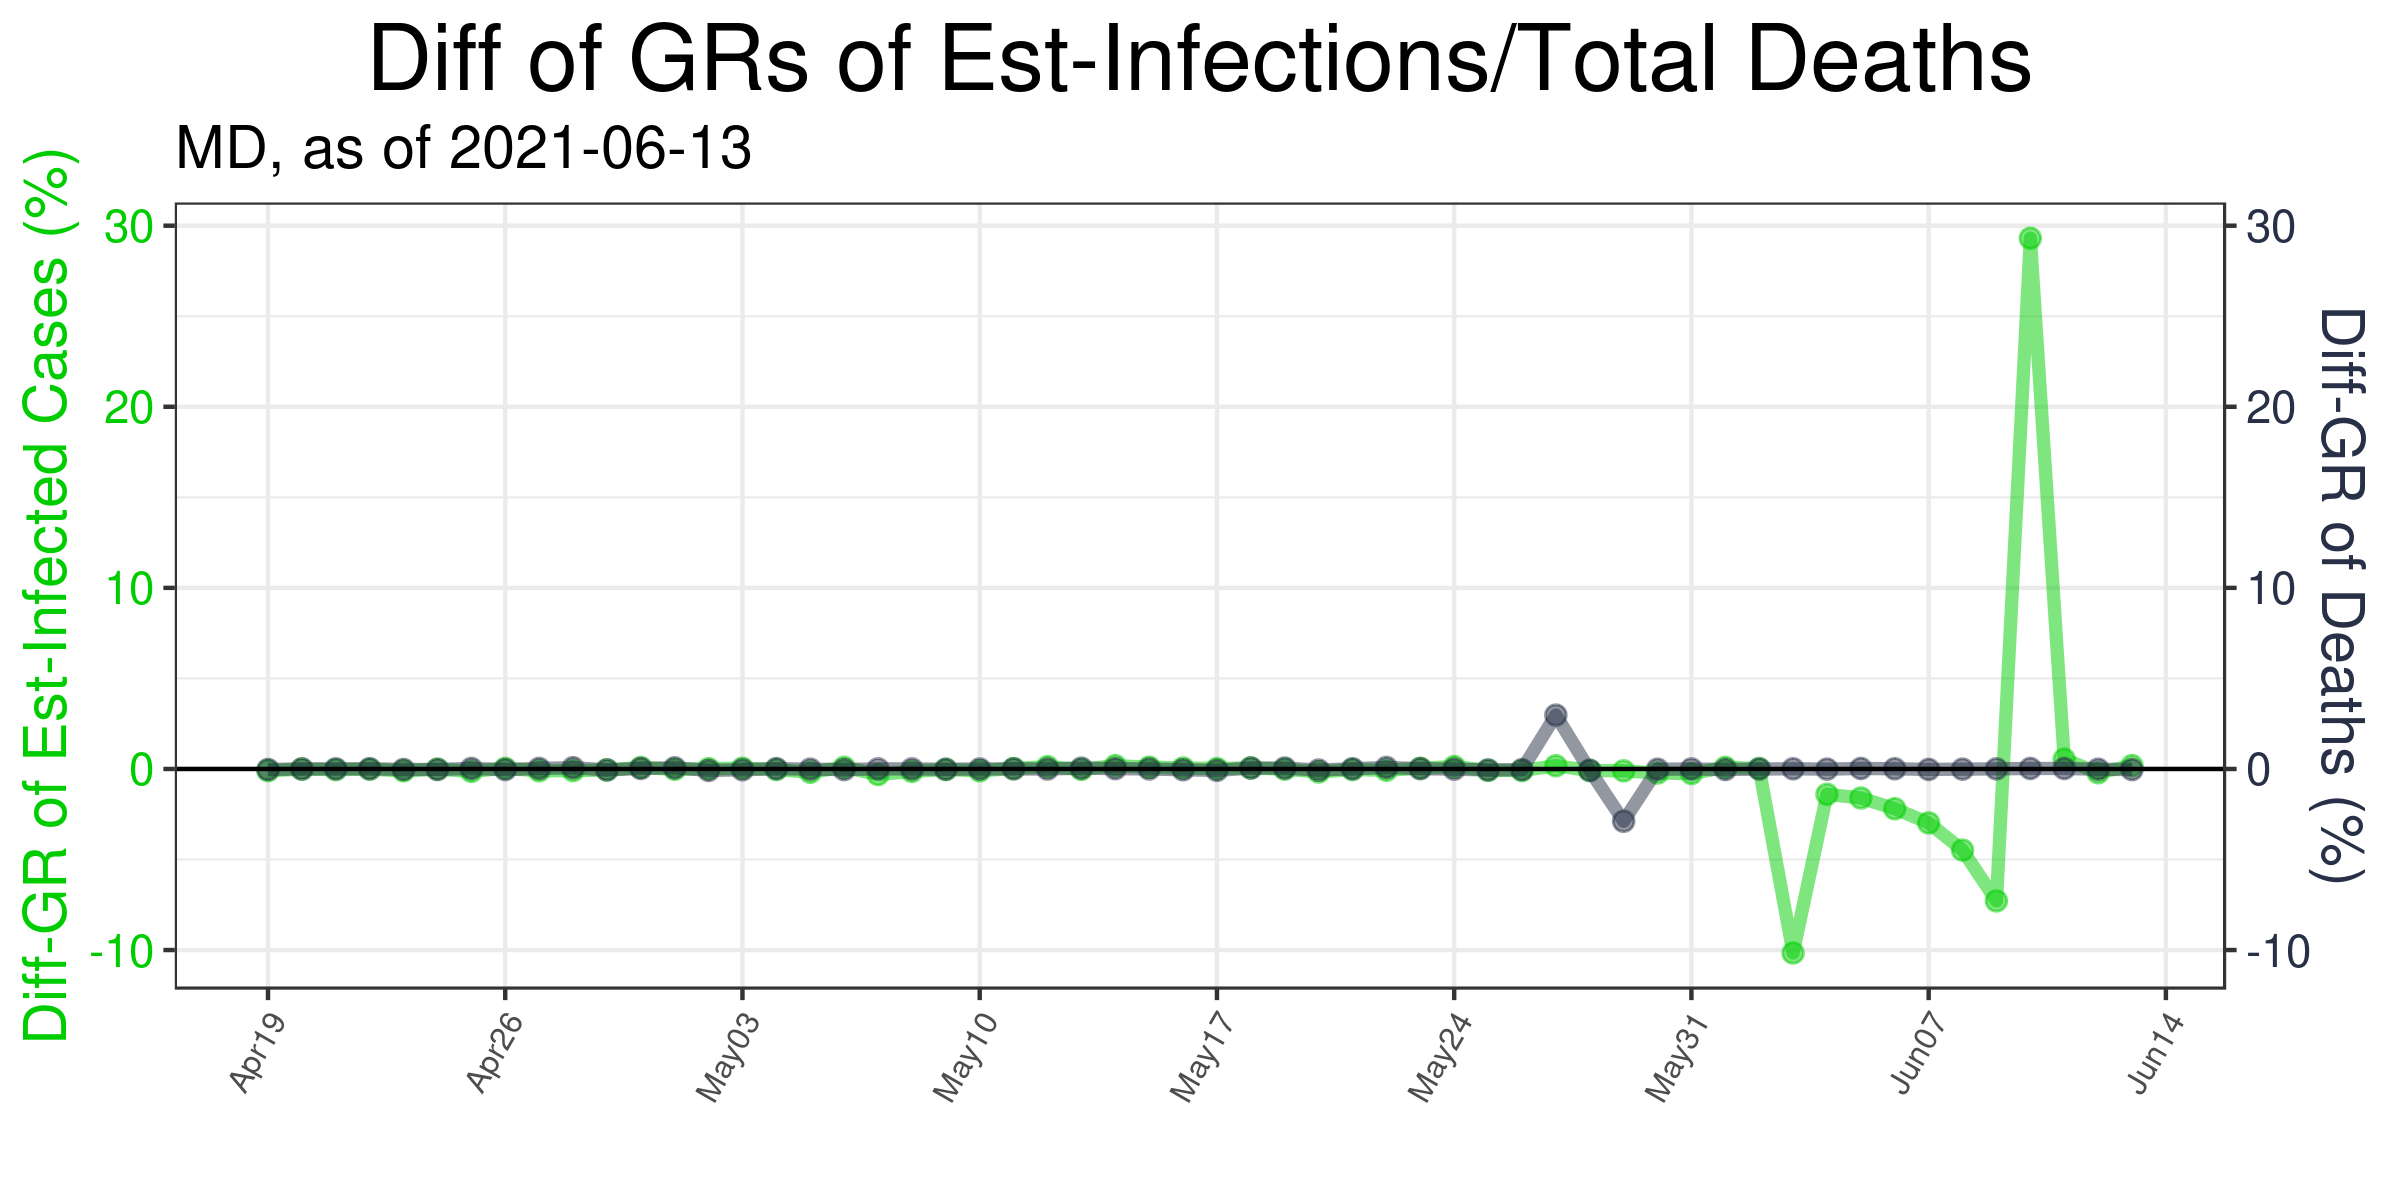 Diff of GRs of Est-Infections/Total Deaths
MD, as of 2021-06-13
Diff-GR of Est-Infected Cases (%)
30
20
10
0
-10
30
20
10
0
-10
Diff-GR of Deaths (%)
Apr19
Apr26
May03
May10
May17
May24
May31
Jun07
Jun14